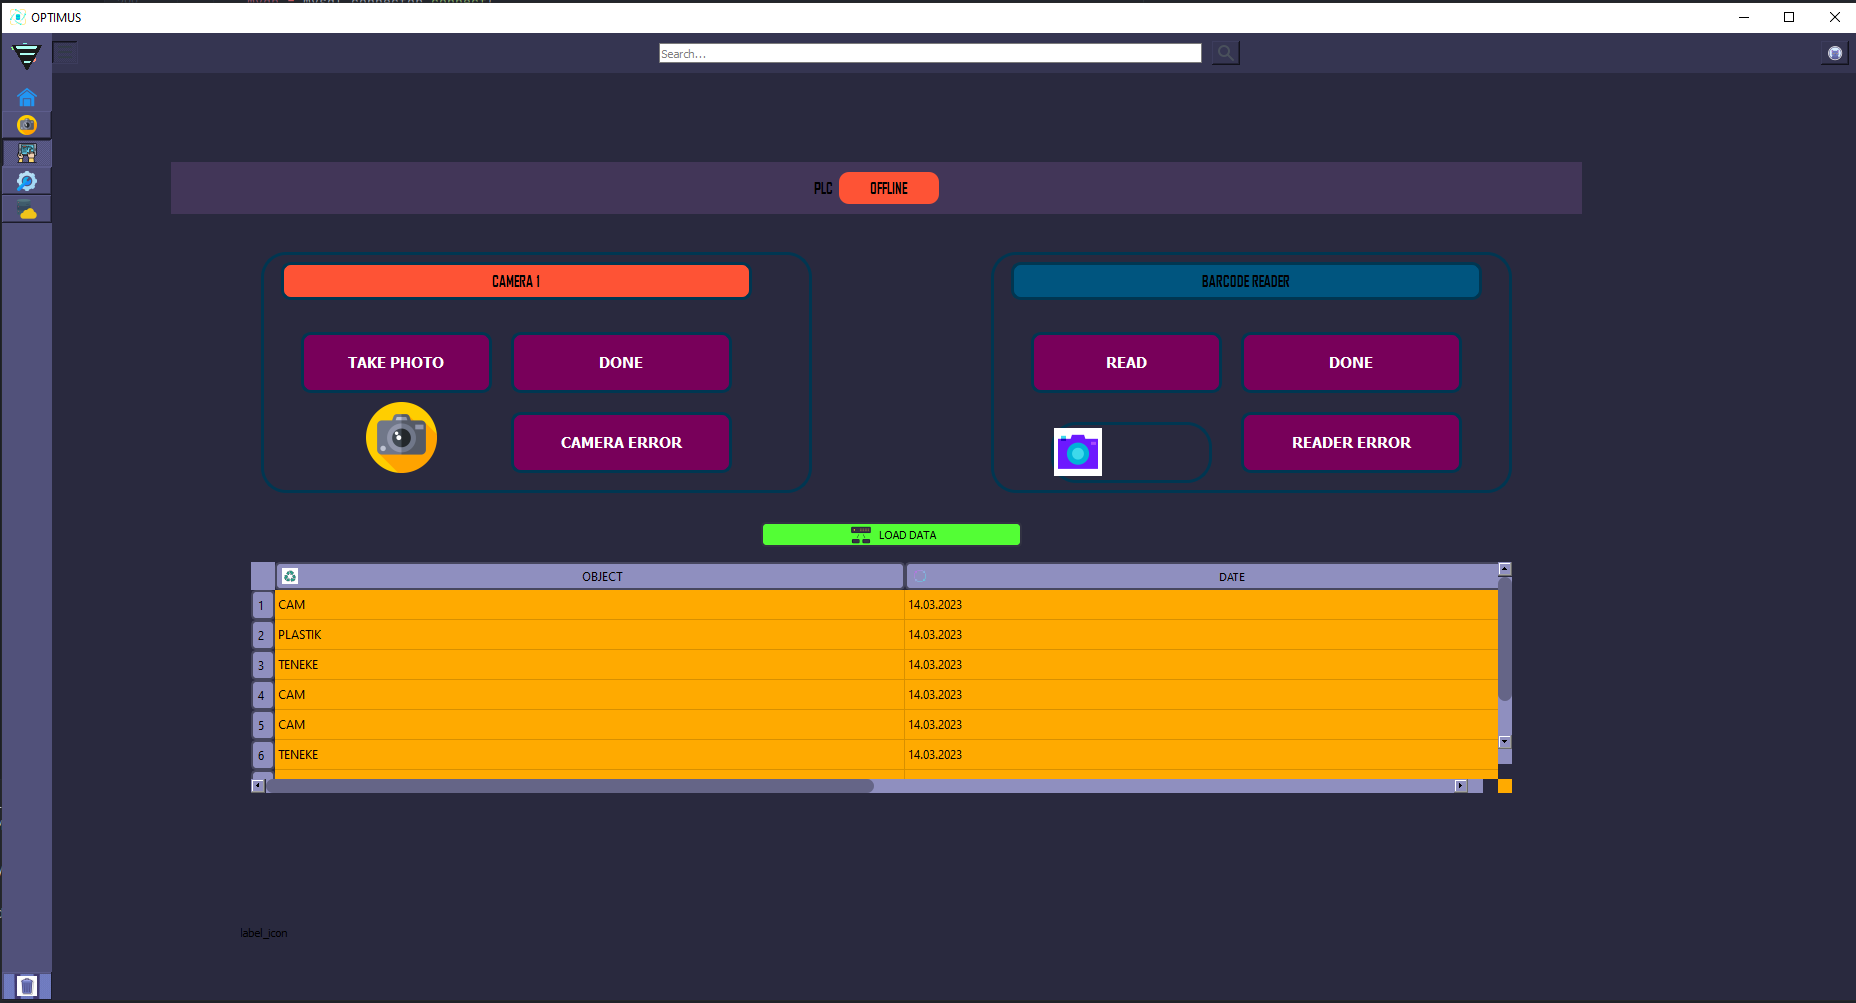 OPTIMUS
Search...
PLC OFFLINE
CAMERA 1
TAKE PHOTO DONE
CAMERA ERROR
BARCODE READER
READ DONE
READER ERROR
LOAD DATA
OBJECT DATE
1 CAM 14.03.2023
2 PLASTIK 14.03.2023
3 TENEKE 14.03.2023
4 CAM 14.03.2023
5 CAM 14.03.2023
6 TENEKE 14.03.2023
label_icon